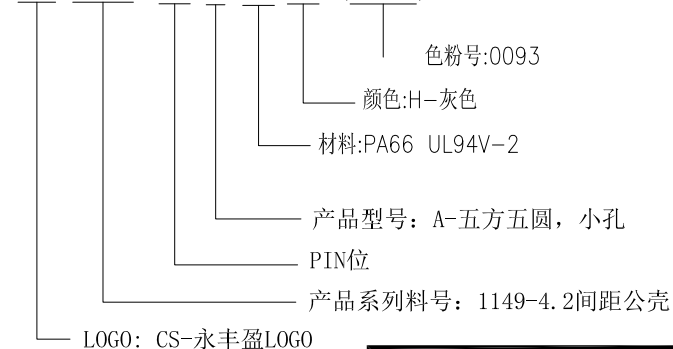 色粉号:0093
颜色:H-灰色
材料:PA66 UL94V-2
产品型号: A-五方五圆, 小孔
PIN位
产品系列料号: 1149-4.2间距公壳
LOGO: CS-永丰盈LOGO